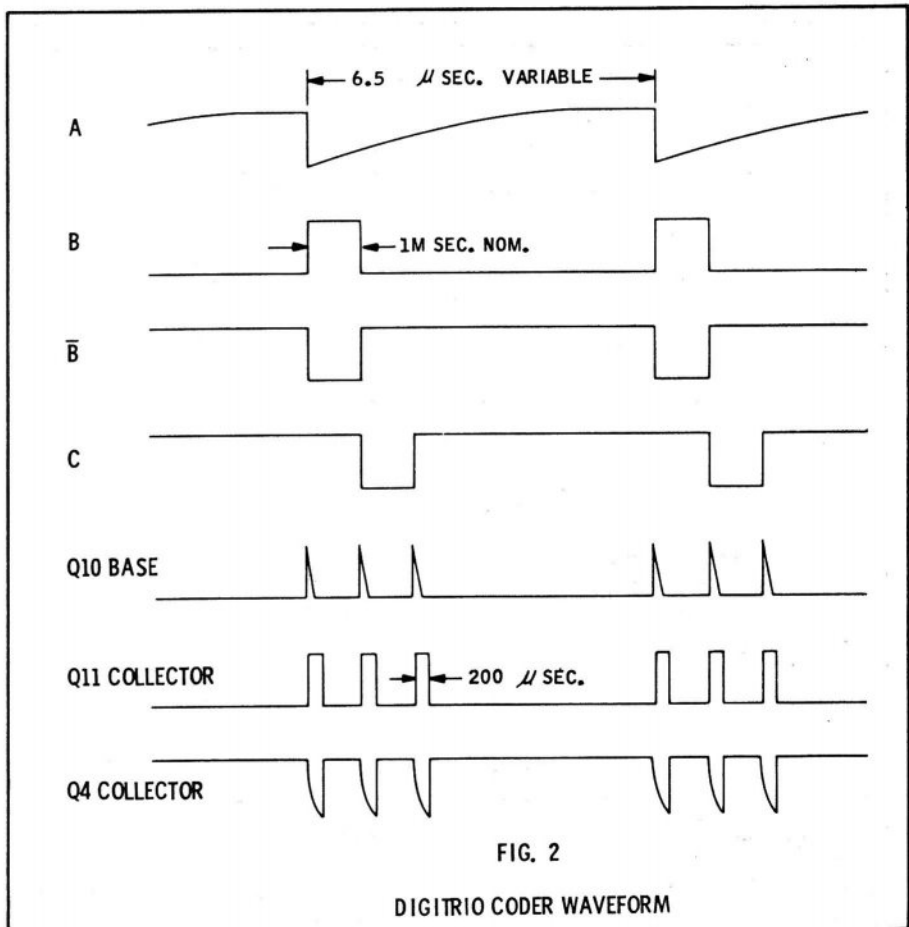 6.5 μ SEC. VARIABLE
A
B
1M SEC. NOM.
B̅
C
Q10 BASE
Q11 COLLECTOR
200 μ SEC.
Q4 COLLECTOR
FIG. 2
DIGITRIO CODER WAVEFORM